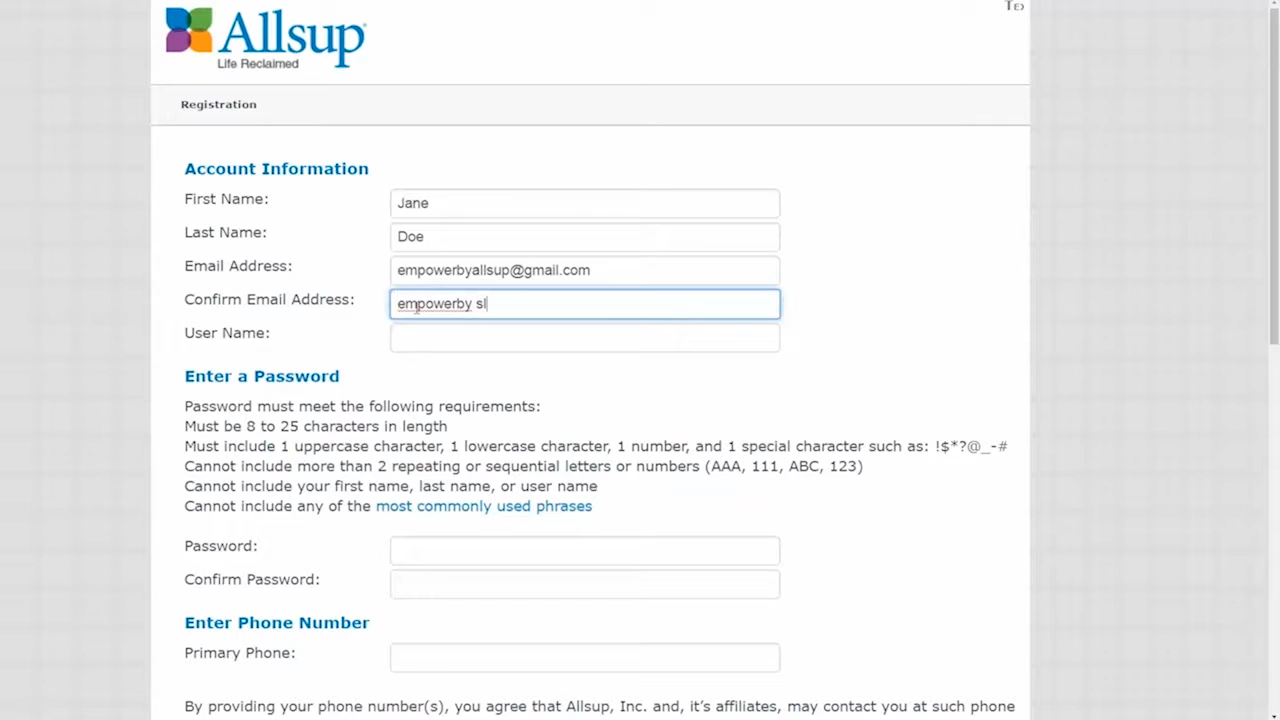 Allsup
Life Reclaimed
Registration
Account Information
First Name: Jane
Last Name: Doe
Email Address: empowerbyallsup@gmail.com
Confirm Email Address: empowerby sl
User Name:
Enter a Password
Password must meet the following requirements:
Must be 8 to 25 characters in length
Must include 1 uppercase character, 1 lowercase character, 1 number, and 1 special character such as: !$*?@_-#
Cannot include more than 2 repeating or sequential letters or numbers (AAA, 111, ABC, 123)
Cannot include your first name, last name, or user name
Cannot include any of the most commonly used phrases
Password:
Confirm Password:
Enter Phone Number
Primary Phone:
By providing your phone number(s), you agree that Allsup, Inc. and, it’s affiliates, may contact you at such phone